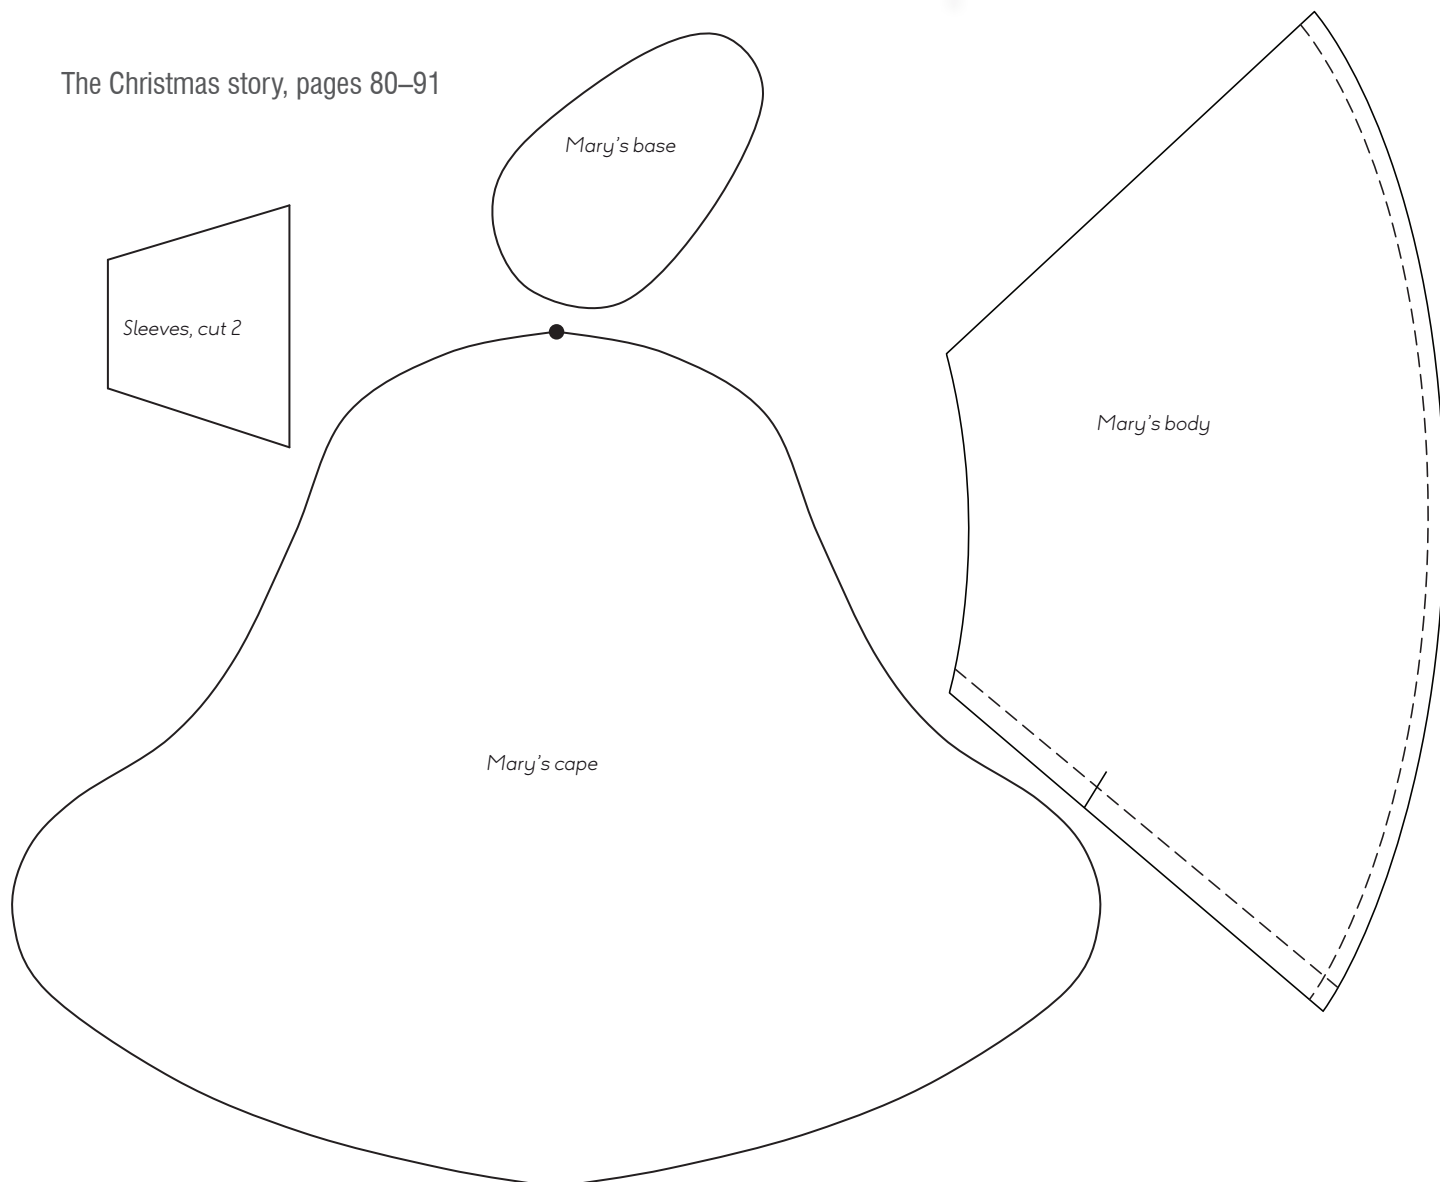 The Christmas story, pages 80–91
Mary’s base
Sleeves, cut 2
Mary’s body
Mary’s cape